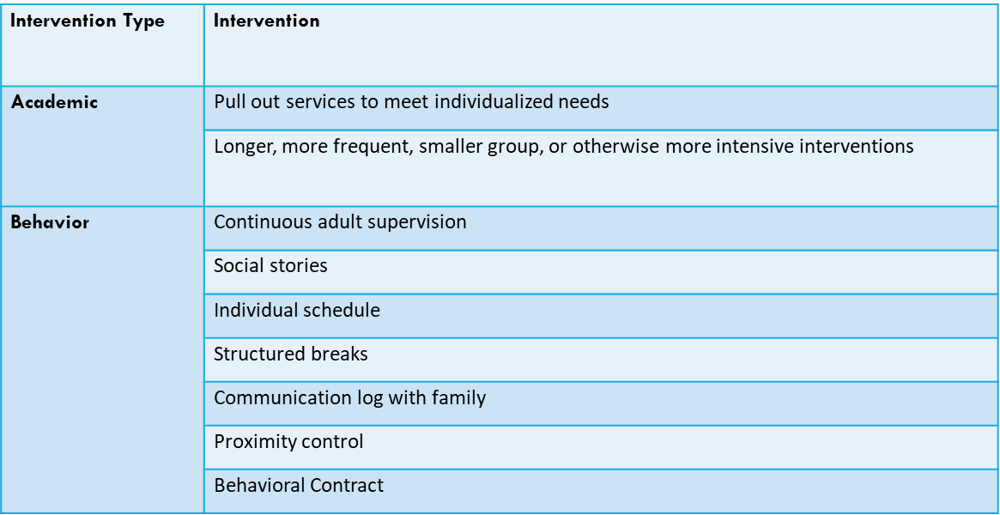 Intervention Type
Intervention
Academic
Pull out services to meet individualized needs
Longer, more frequent, smaller group, or otherwise more intensive interventions
Behavior
Continuous adult supervision
Social stories
Individual schedule
Structured breaks
Communication log with family
Proximity control
Behavioral Contract